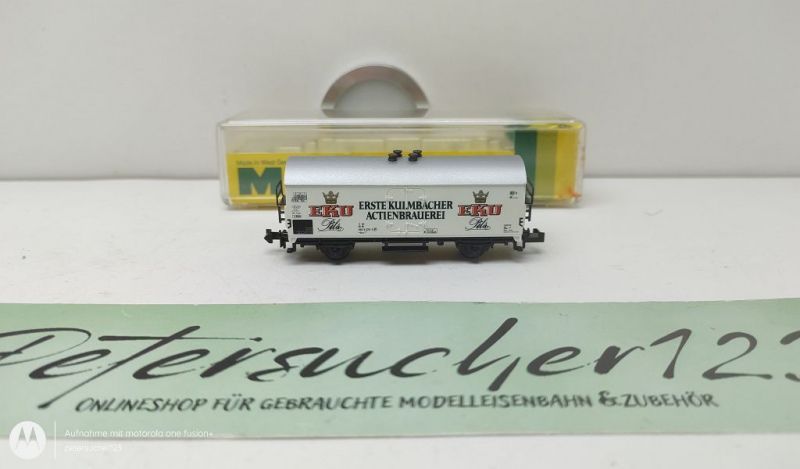 Made in West Ger
M
EKU
Pils
ERSTE KULMBACHER
ACTIENBRAUEREI
EKU
Pils
Petersucher123
ONLINESHOP FÜR GEBRAUCHTE MODELLEISENBAHN & ZUBEHÖR
Aufnahme mit motorola one fusion+
petersucher123